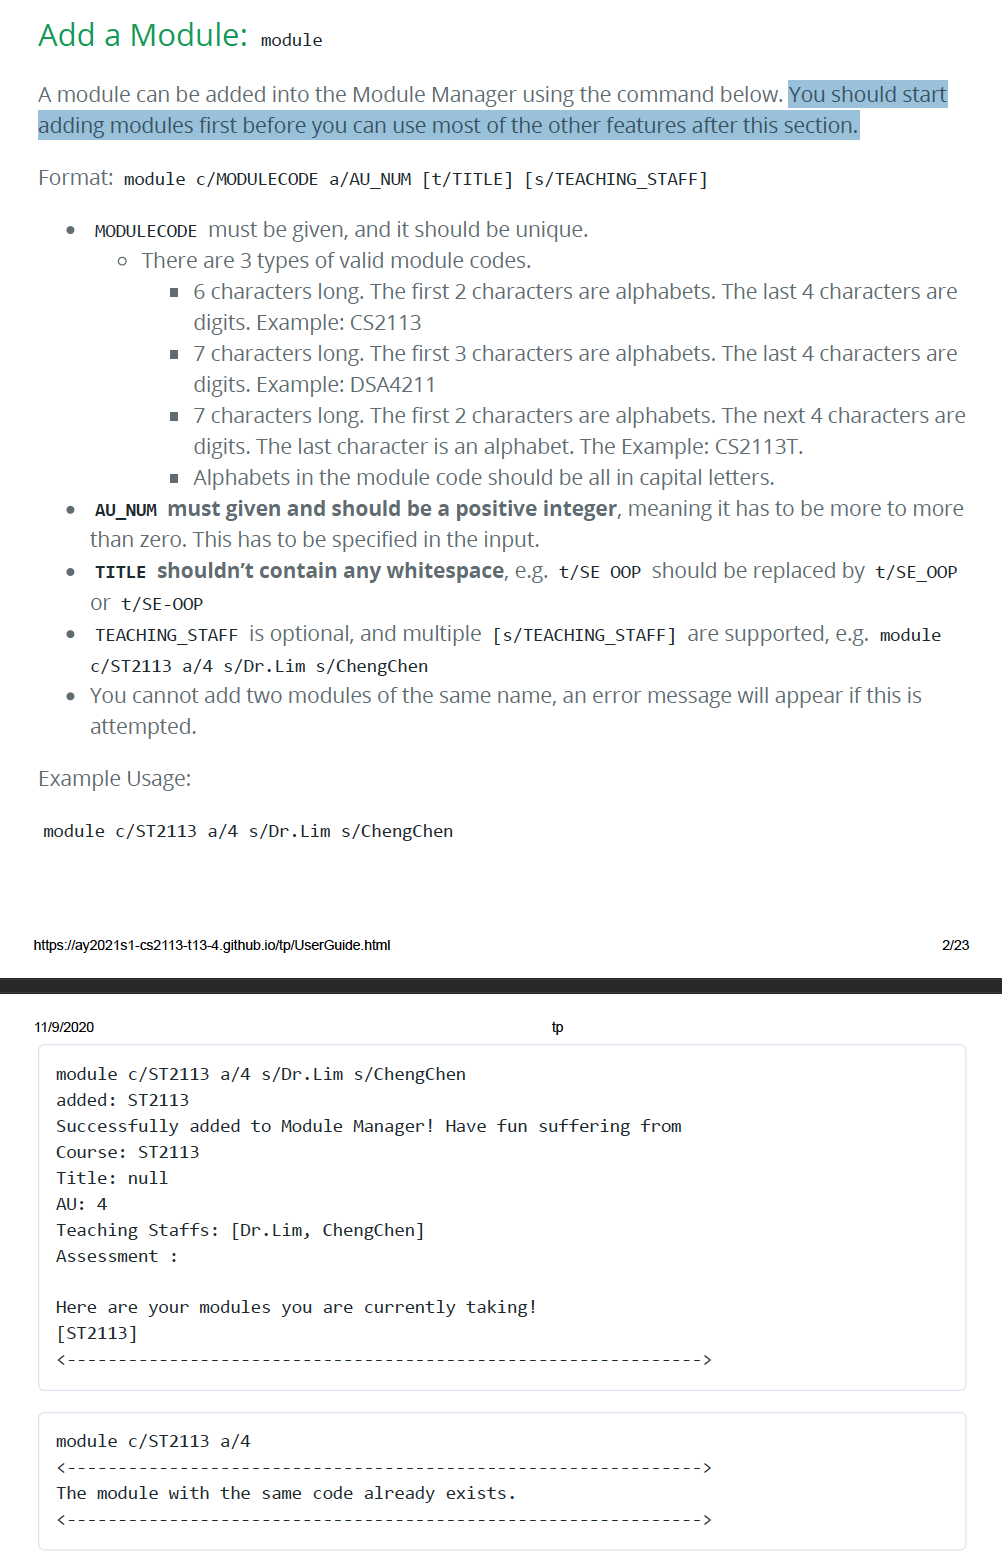 Add a Module: module
A module can be added into the Module Manager using the command below. You should start
adding modules first before you can use most of the other features after this section.
Format: module c/MODULECODE a/AU_NUM [t/TITLE] [s/TEACHING_STAFF]
• MODULECODE must be given, and it should be unique.
○ There are 3 types of valid module codes.
▪ 6 characters long. The first 2 characters are alphabets. The last 4 characters are
digits. Example: CS2113
▪ 7 characters long. The first 3 characters are alphabets. The last 4 characters are
digits. Example: DSA4211
▪ 7 characters long. The first 2 characters are alphabets. The next 4 characters are
digits. The last character is an alphabet. The Example: CS2113T.
▪ Alphabets in the module code should be all in capital letters.
• AU_NUM must given and should be a positive integer, meaning it has to be more to more
than zero. This has to be specified in the input.
• TITLE shouldn’t contain any whitespace, e.g. t/SE OOP should be replaced by t/SE_OOP
or t/SE-OOP
• TEACHING_STAFF is optional, and multiple [s/TEACHING_STAFF] are supported, e.g. module
c/ST2113 a/4 s/Dr.Lim s/ChengChen
• You cannot add two modules of the same name, an error message will appear if this is
attempted.
Example Usage:
module c/ST2113 a/4 s/Dr.Lim s/ChengChen
https://ay2021s1-cs2113-t13-4.github.io/tp/UserGuide.html 2/23
11/9/2020 tp
module c/ST2113 a/4 s/Dr.Lim s/ChengChen
added: ST2113
Successfully added to Module Manager! Have fun suffering from
Course: ST2113
Title: null
AU: 4
Teaching Staffs: [Dr.Lim, ChengChen]
Assessment :
Here are your modules you are currently taking!
[ST2113]
<-------------------------------------------------------------->
module c/ST2113 a/4
<-------------------------------------------------------------->
The module with the same code already exists.
<-------------------------------------------------------------->